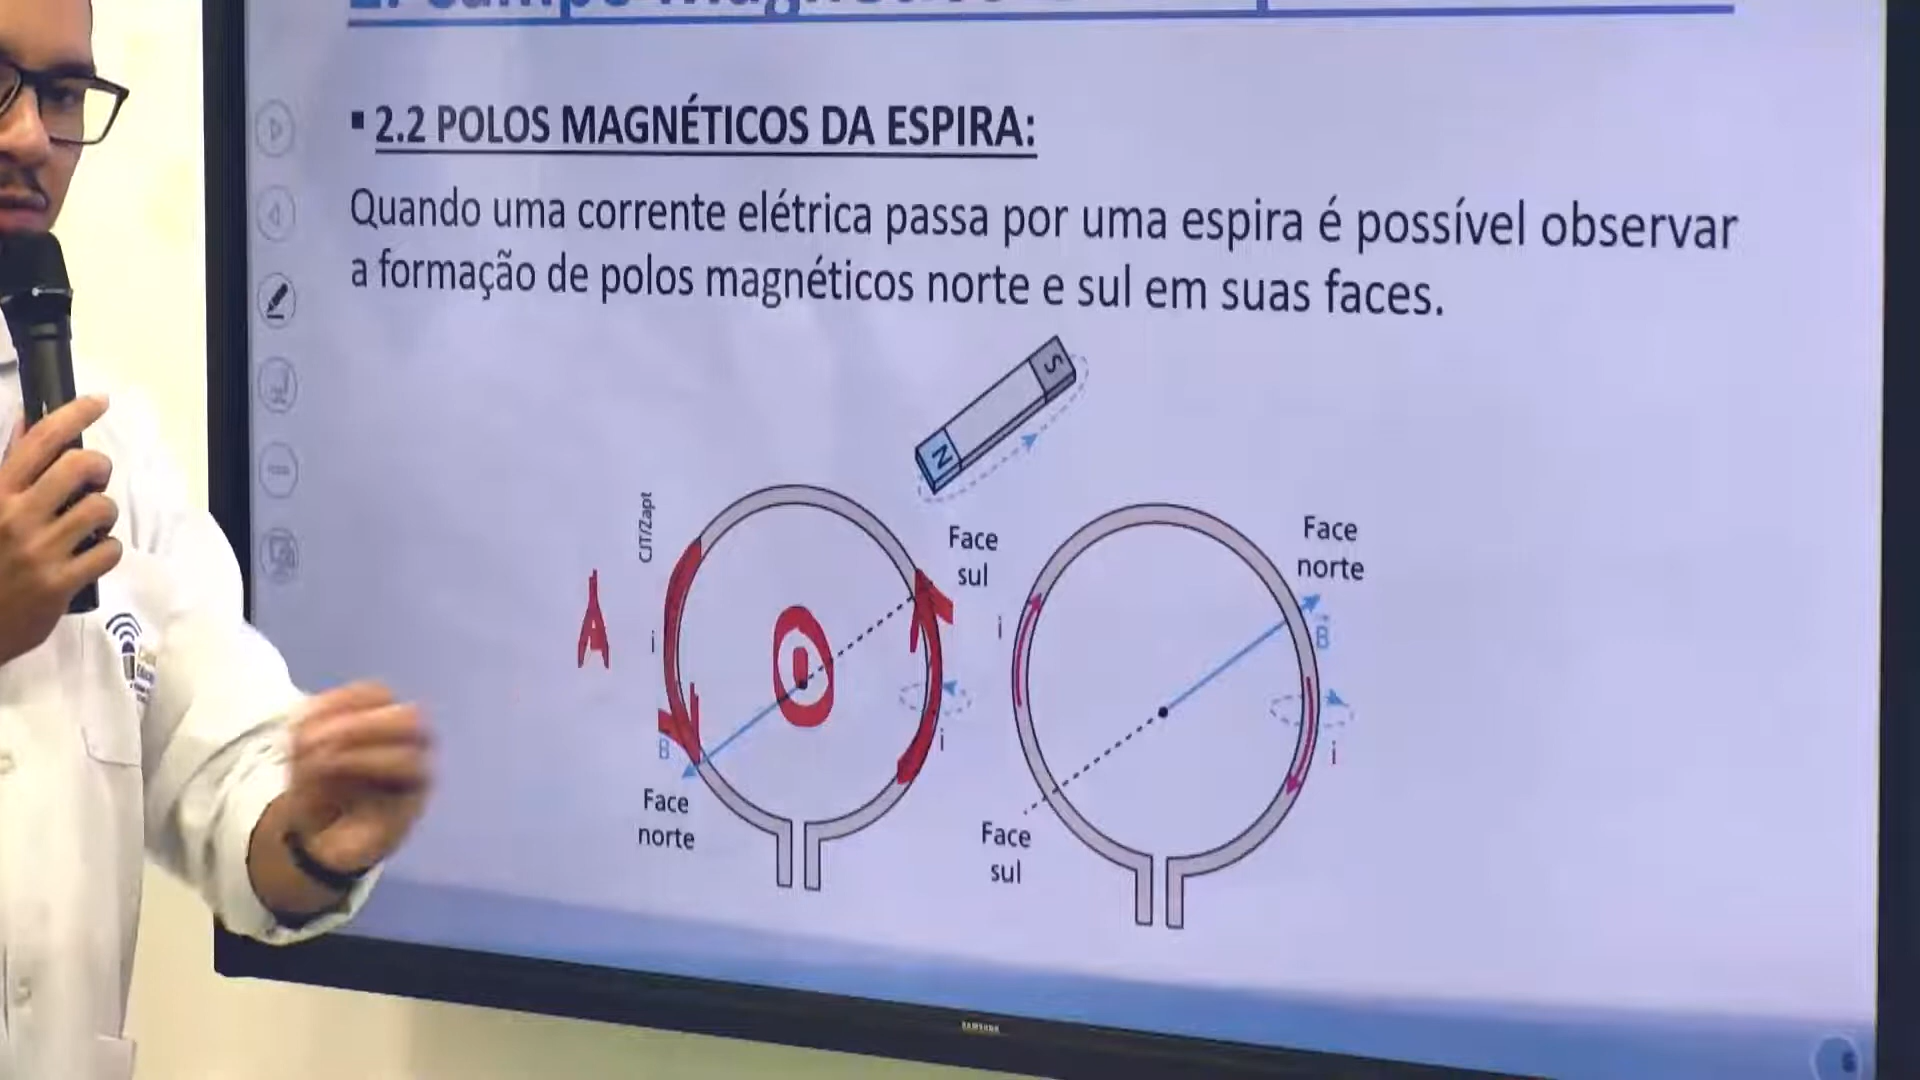 ▪ 2.2 POLOS MAGNÉTICOS DA ESPIRA:
Quando uma corrente elétrica passa por uma espira é possível observar
a formação de polos magnéticos norte e sul em suas faces.
S
N
CJT/Zapt
Face
sul
Face
norte
A
i
i
i
B
B
i
Face
norte
Face
sul
SAMSUNG